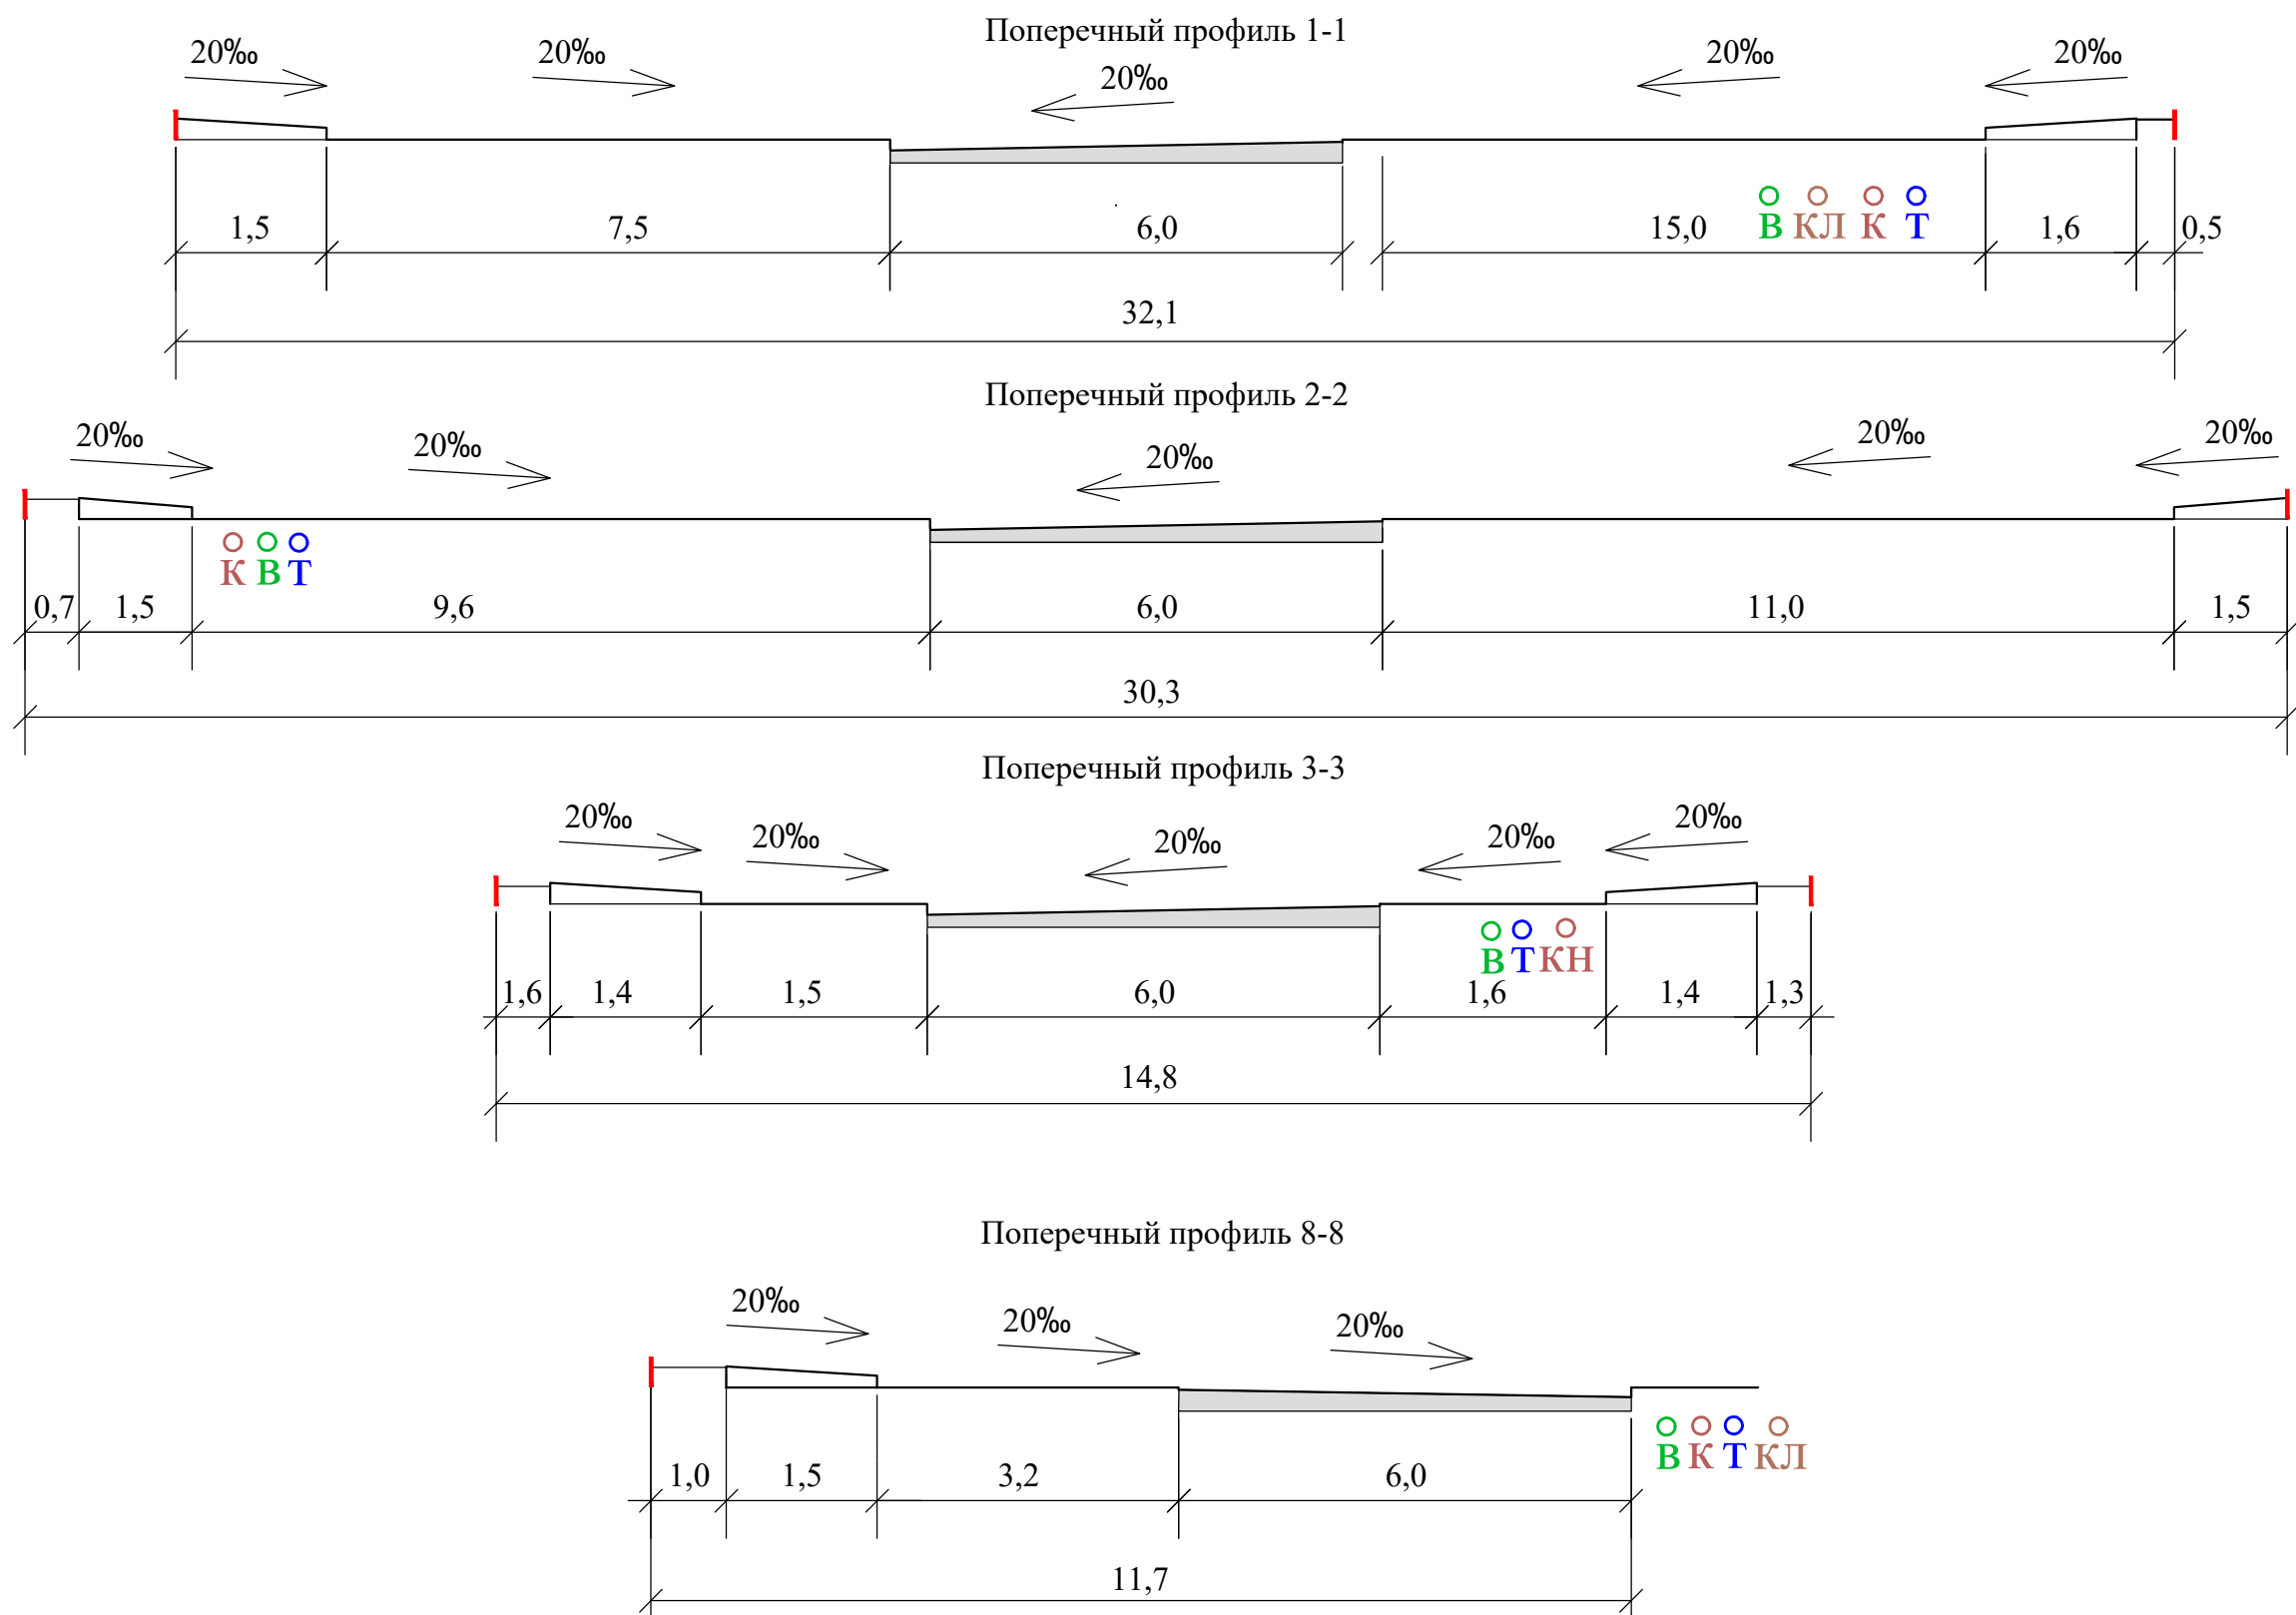 Поперечный профиль 1-1
20‰ 20‰ 20‰ 20‰ 20‰
В КЛ К Т
1,5 7,5 6,0 15,0 1,6 0,5
32,1
Поперечный профиль 2-2
20‰ 20‰ 20‰ 20‰ 20‰
К В Т
0,7 1,5 9,6 6,0 11,0 1,5
30,3
Поперечный профиль 3-3
20‰ 20‰ 20‰ 20‰ 20‰
В Т КН
1,6 1,4 1,5 6,0 1,6 1,4 1,3
14,8
Поперечный профиль 8-8
20‰ 20‰ 20‰
В К Т КЛ
1,0 1,5 3,2 6,0
11,7